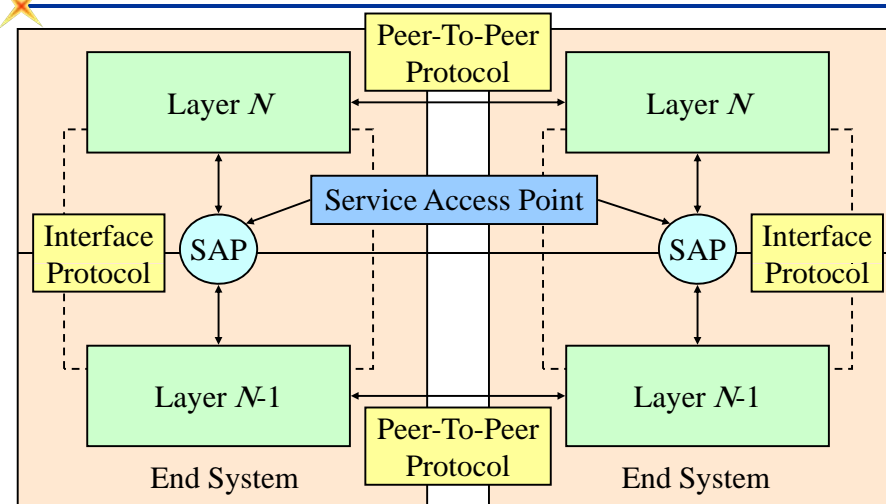 Peer-To-Peer
Protocol
Layer N
Layer N
Service Access Point
Interface
Protocol
SAP
SAP
Interface
Protocol
Layer N-1
Layer N-1
Peer-To-Peer
Protocol
End System
End System